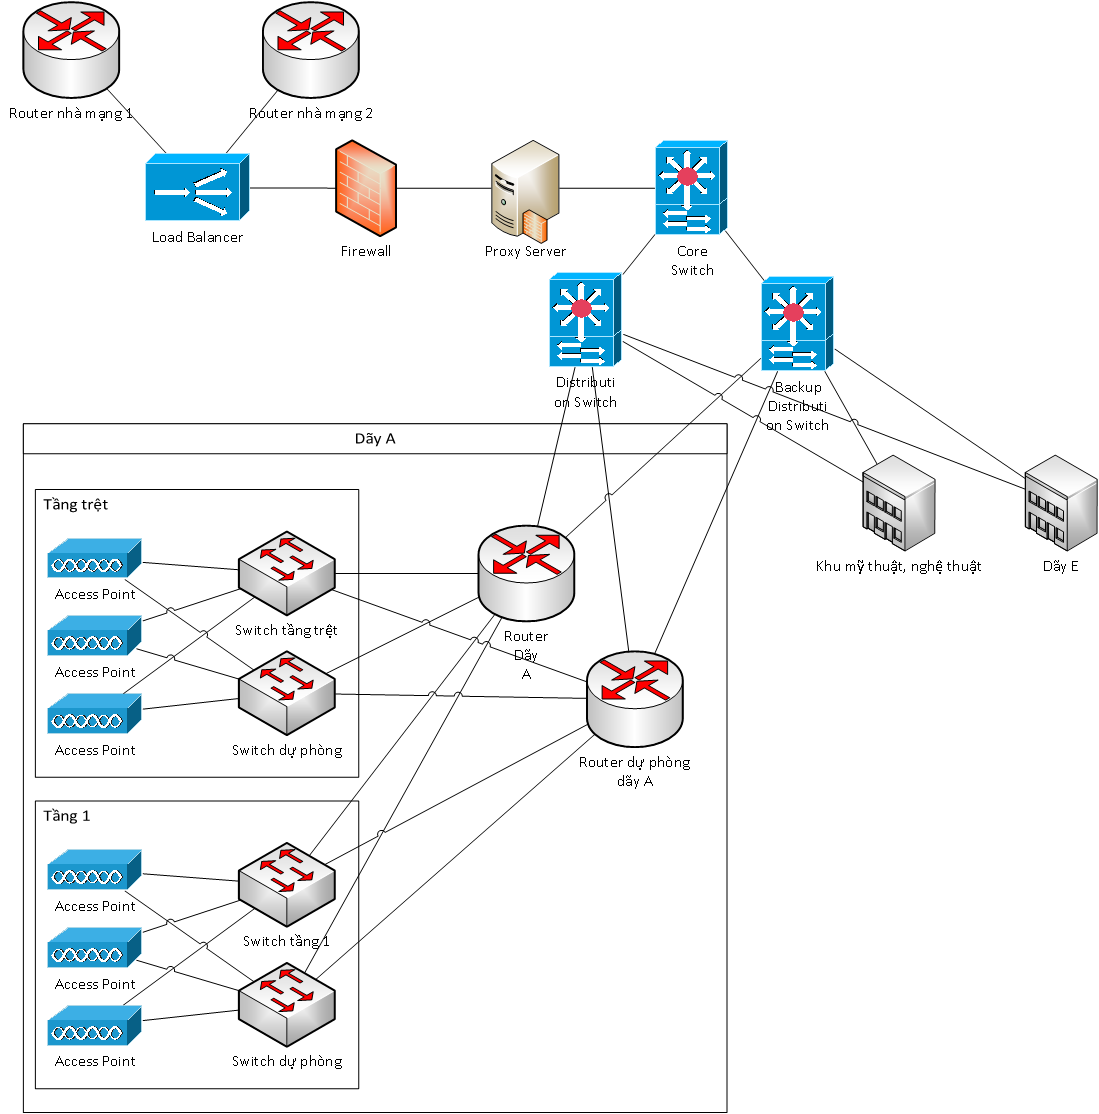 Router nhà mạng 1
Router nhà mạng 2
Load Balancer
Firewall
Proxy Server
Core
Switch
Distributi
on Switch
Backup
Distributi
on Switch
Dãy A
Tầng trệt
Access Point
Access Point
Access Point
Switch tầng trệt
Switch dự phòng
Router
Dãy
A
Router dự phòng
dãy A
Khu mỹ thuật, nghệ thuật
Dãy E
Tầng 1
Access Point
Access Point
Access Point
Switch tầng 1
Switch dự phòng